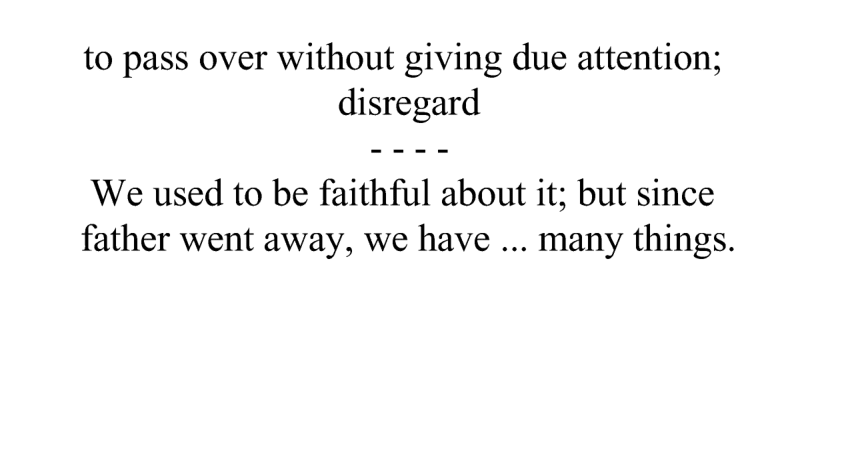 to pass over without giving due attention;
disregard
- - - -
We used to be faithful about it; but since
father went away, we have ... many things.